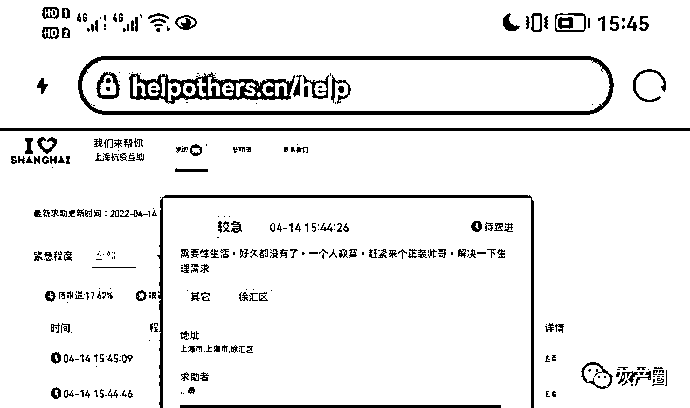 HD 1 4G 4G 15:45
HD 2
helpothers.cn/help
I SHANGHAI
我们来帮你
上海抗疫互助
最新求助更新时间：2022-04-14
较急 04-14 15:44:26 待跟进
需要性生活，好久都没有了，一个人寂寞，赶紧来个正装帅哥，解决一下生
理需求
紧急程度
其它 徐汇区
时间 详情
地址
上海市,上海市,徐汇区
04-14 15:45:09
求助者
04-14 15:44:46
灰产圈